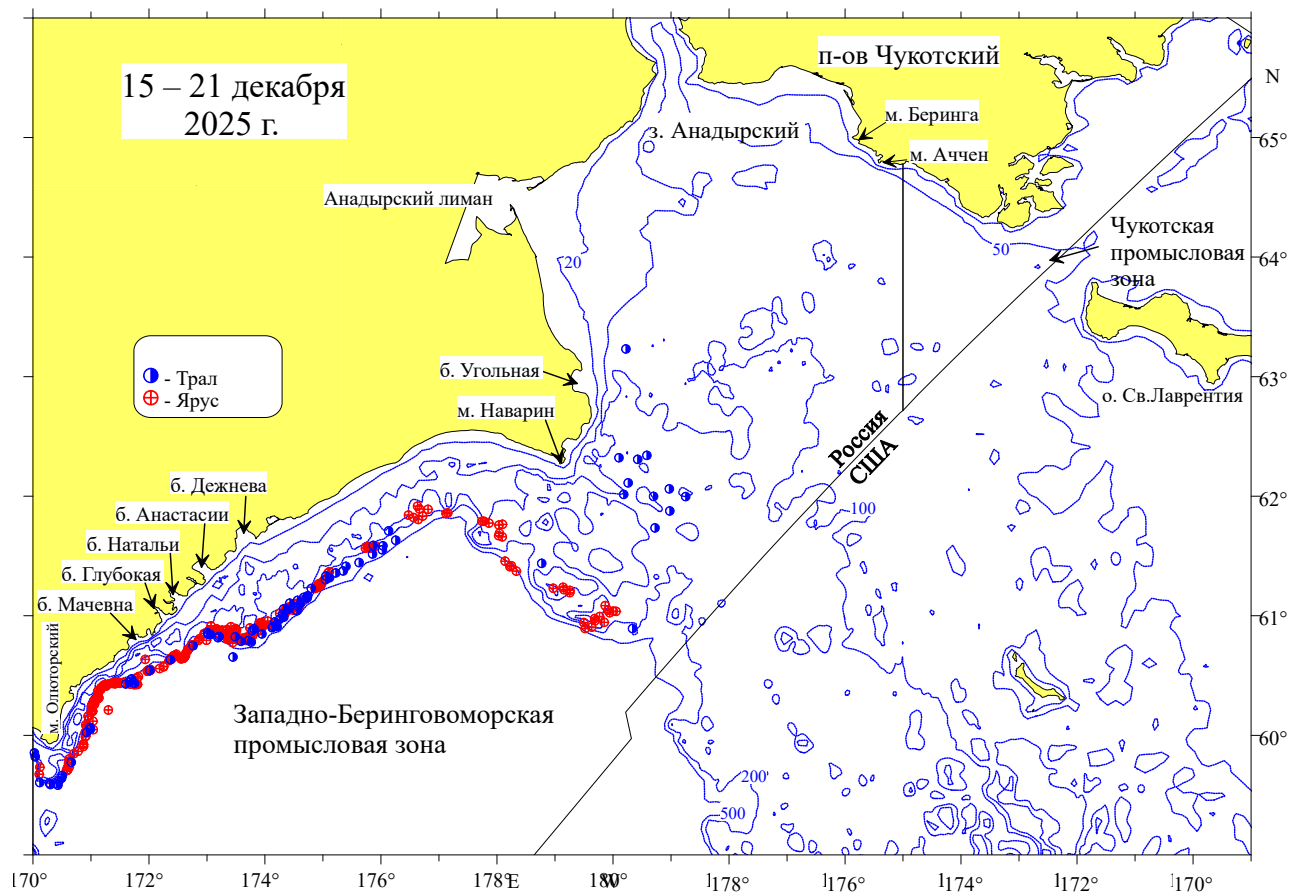 15 – 21 декабря
2025 г.
п-ов Чукотский
N
м. Беринга
з. Анадырский
65°
м. Аччен
Анадырский лиман
Чукотская
промысловая
зона
50
20
64°
б. Угольная
63°
- Трал
- Ярус
о. Св.Лаврентия
м. Наварин
Россия
США
б. Дежнева
62°
100
б. Анастасии
б. Натальи
б. Глубокая
б. Мачевна
61°
м. Олюторский
Западно-Беринговоморская
промысловая зона
60°
200
500
170°
172°
174°
176°
178°
E
W
180°
178°
176°
174°
172°
170°